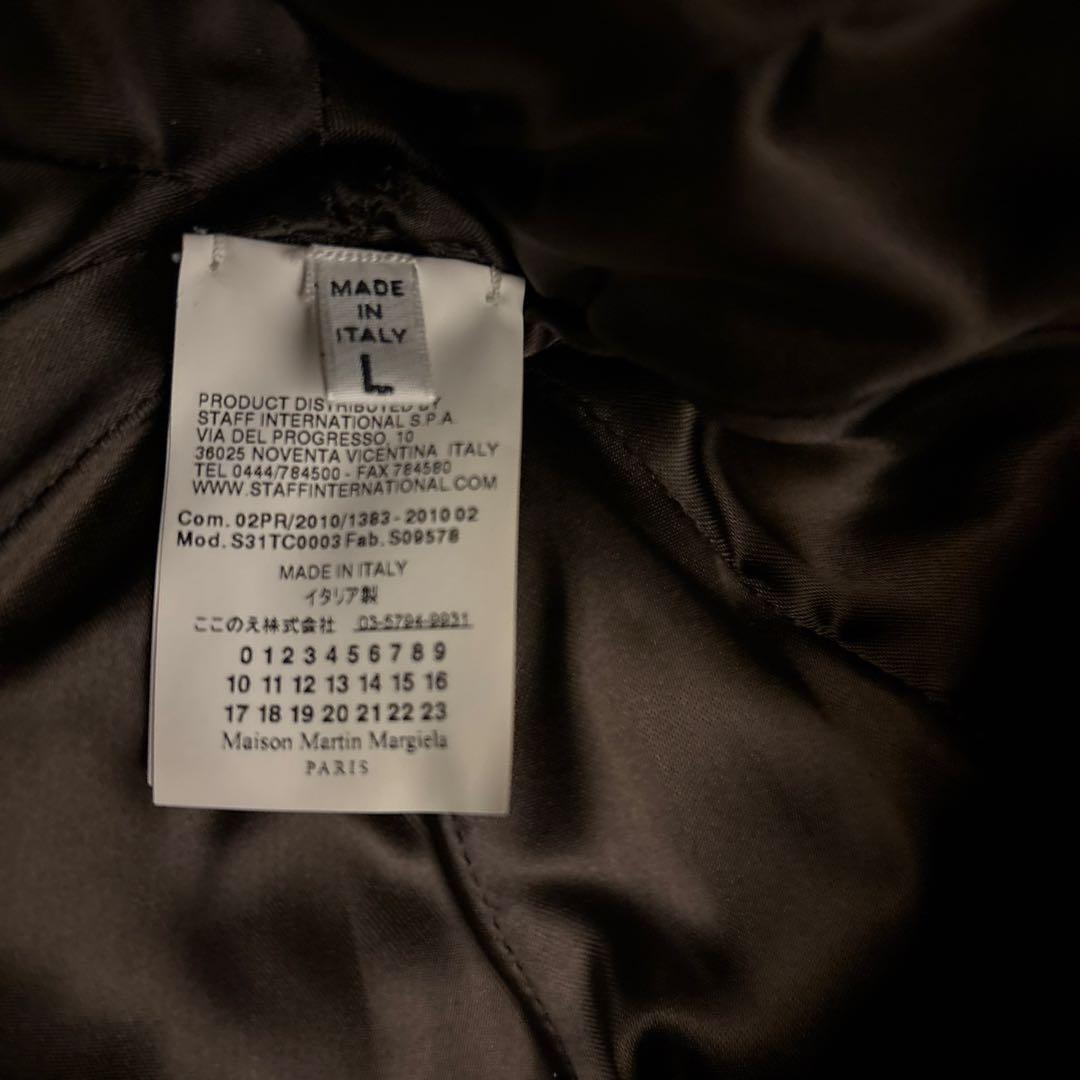 MADE
IN
ITALY
L
PRODUCT DISTRIBUTED BY
STAFF INTERNATIONAL S.P.A.
VIA DEL PROGRESSO, 10
36025 NOVENTA VICENTINA ITALY
TEL 0444/784500 - FAX 784580
WWW.STAFFINTERNATIONAL.COM
Com. 02PR/2010/1383 - 2010 02
Mod. S31TC0003 Fab. S09578
MADE IN ITALY
イタリア製
ここのえ株式会社 03-5794-9931
0 1 2 3 4 5 6 7 8 9
10 11 12 13 14 15 16
17 18 19 20 21 22 23
Maison Martin Margiela
PARIS